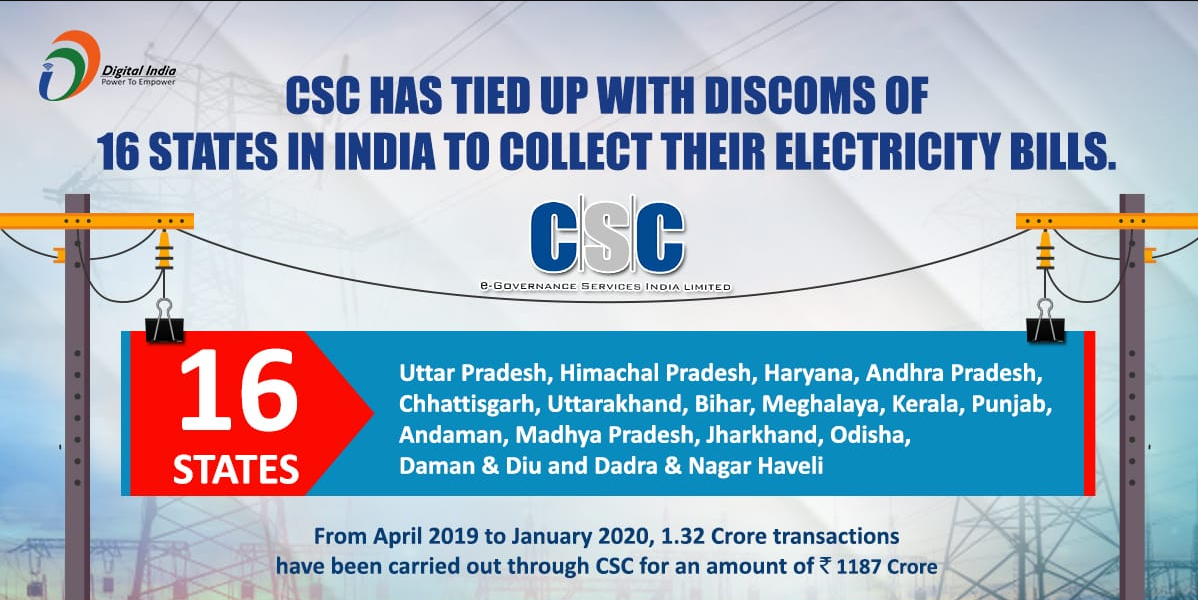 Digital India
Power To Empower
CSC HAS TIED UP WITH DISCOMS OF
16 STATES IN INDIA TO COLLECT THEIR ELECTRICITY BILLS.
CSC
e-Governance Services India Limited
16
STATES
Uttar Pradesh, Himachal Pradesh, Haryana, Andhra Pradesh,
Chhattisgarh, Uttarakhand, Bihar, Meghalaya, Kerala, Punjab,
Andaman, Madhya Pradesh, Jharkhand, Odisha,
Daman & Diu and Dadra & Nagar Haveli
From April 2019 to January 2020, 1.32 Crore transactions
have been carried out through CSC for an amount of ₹ 1187 Crore